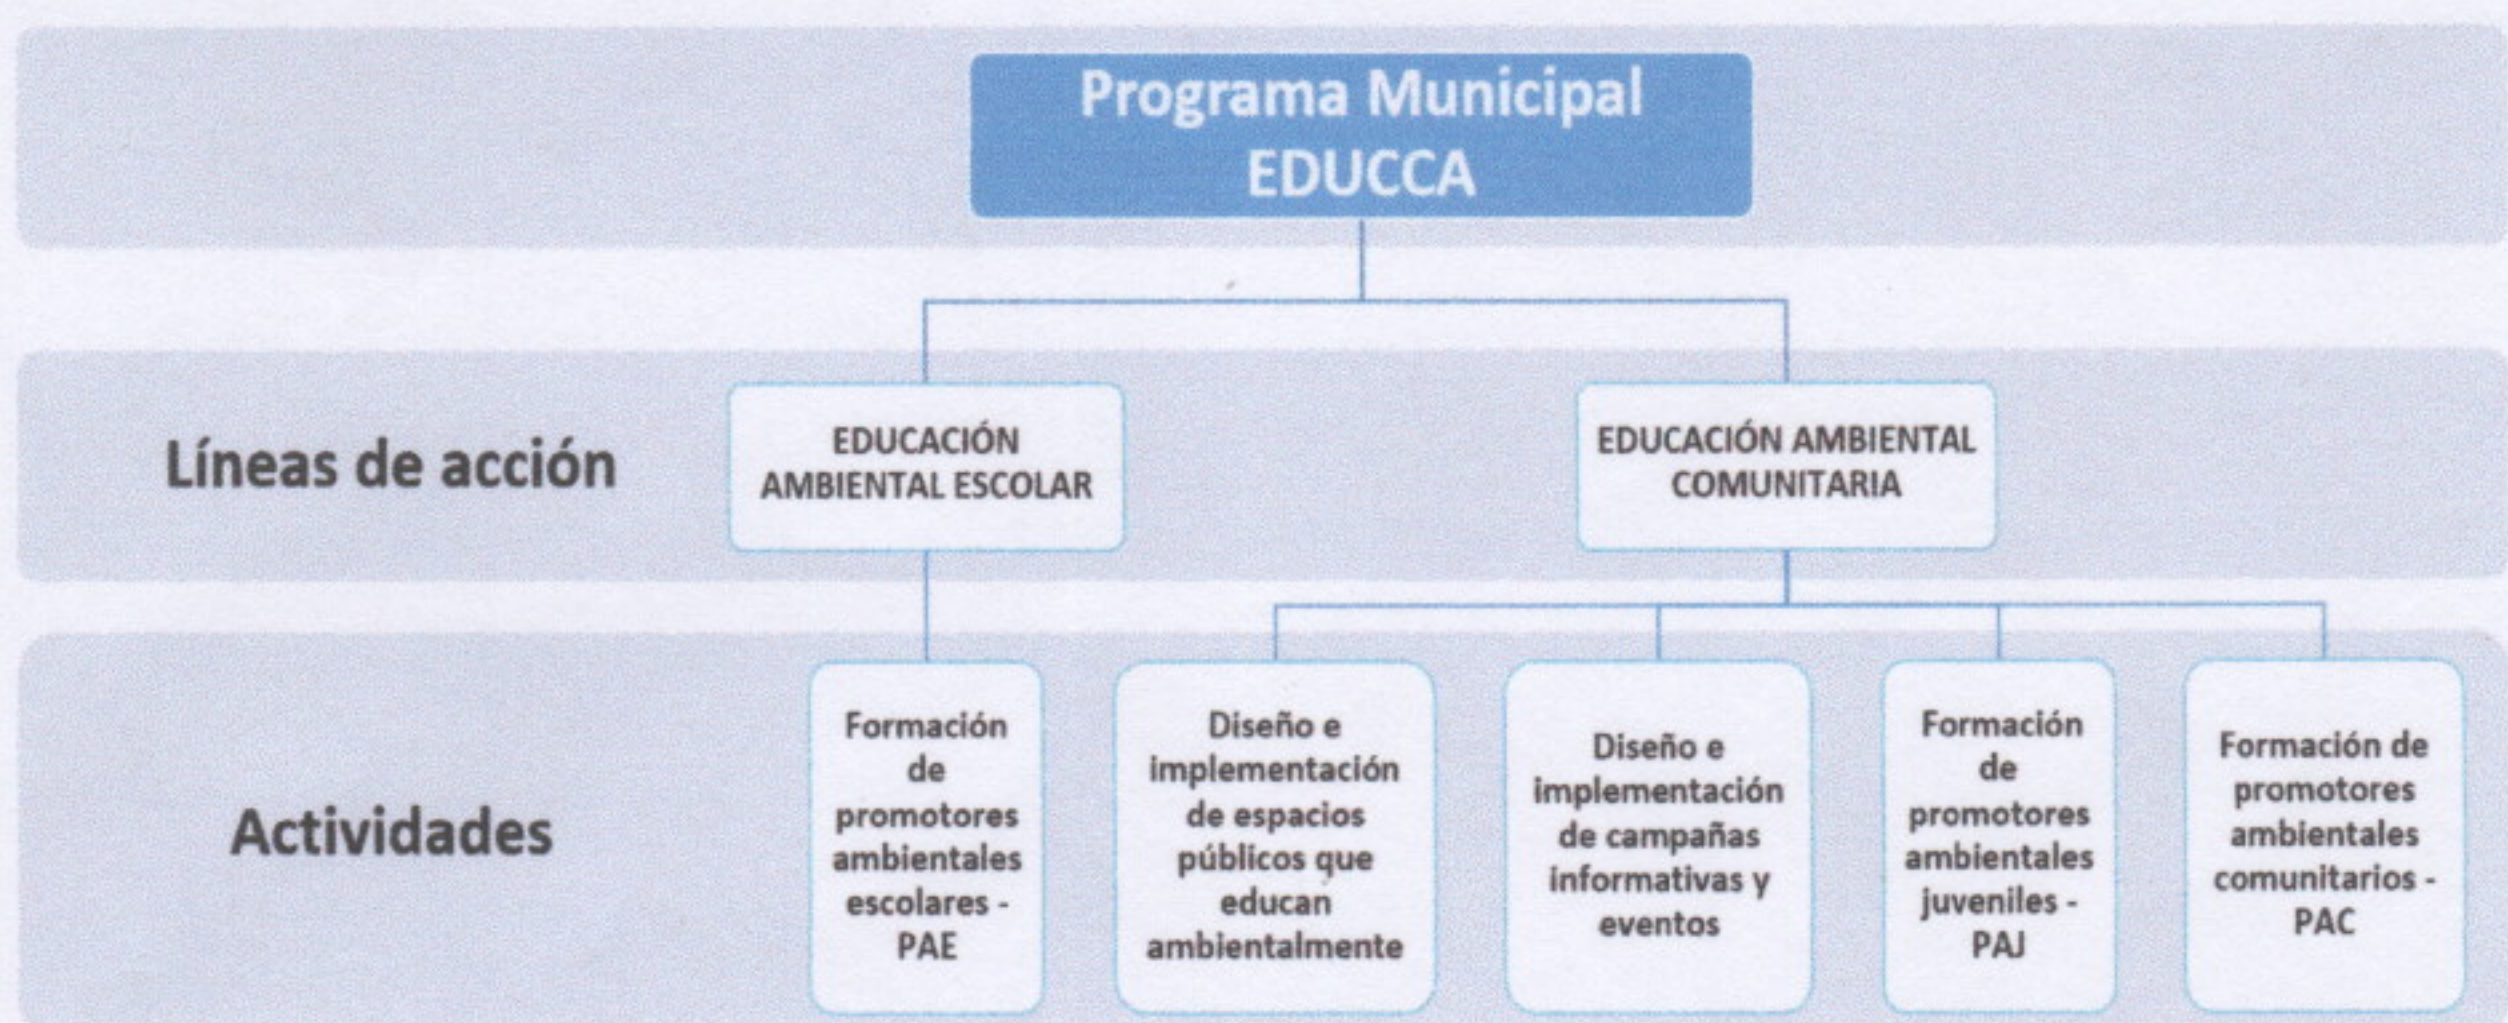 Programa Municipal
EDUCCA
Líneas de acción
EDUCACIÓN
AMBIENTAL ESCOLAR
EDUCACIÓN AMBIENTAL
COMUNITARIA
Actividades
Formación
de
promotores
ambientales
escolares -
PAE
Diseño e
implementación
de espacios
públicos que
educan
ambientalmente
Diseño e
implementación
de campañas
informativas y
eventos
Formación
de
promotores
ambientales
juveniles -
PAJ
Formación de
promotores
ambientales
comunitarios -
PAC